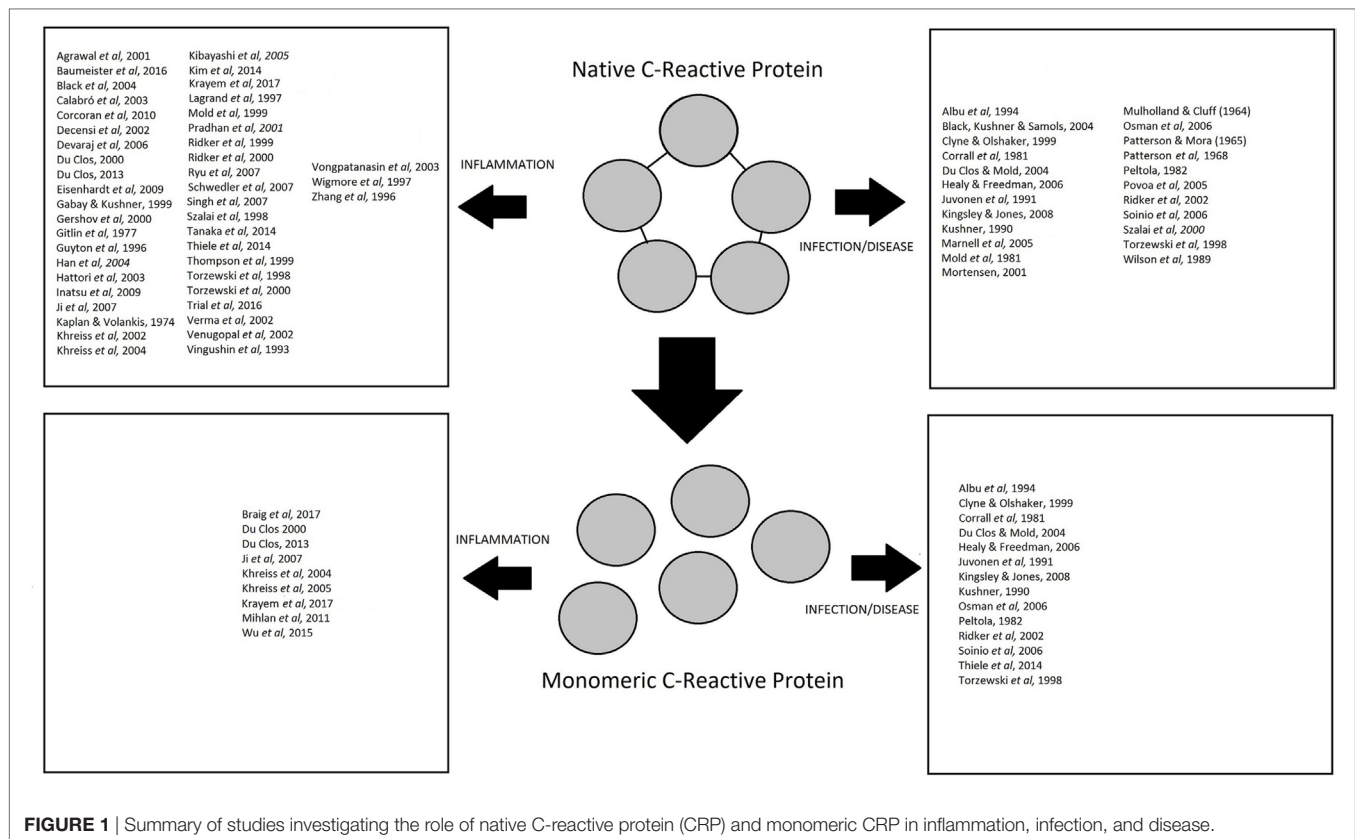 Agrawal et al, 2001
Baumeister et al, 2016
Black et al, 2004
Calabró et al, 2003
Corcoran et al, 2010
Decensi et al, 2002
Devaraj et al, 2006
Du Clos, 2000
Du Clos, 2013
Eisenhardt et al, 2009
Gabay & Kushner, 1999
Gershov et al, 2000
Gitlin et al, 1977
Guyton et al, 1996
Han et al, 2004
Hattori et al, 2003
Inatsu et al, 2009
Ji et al, 2007
Kaplan & Volankis, 1974
Khreiss et al, 2002
Khreiss et al, 2004
Kibayashi et al, 2005
Kim et al, 2014
Krayem et al, 2017
Lagrand et al, 1997
Mold et al, 1999
Pradhan et al, 2001
Ridker et al, 1999
Ridker et al, 2000
Ryu et al, 2007
Schwedler et al, 2007
Singh et al, 2007
Szalai et al, 1998
Tanaka et al, 2014
Thiele et al, 2014
Thompson et al, 1999
Torzewski et al, 1998
Torzewski et al, 2000
Trial et al, 2016
Verma et al, 2002
Venugopal et al, 2002
Vingushin et al, 1993
Vongpatanasin et al, 2003
Wigmore et al, 1997
Zhang et al, 1996
INFLAMMATION
Native C-Reactive Protein
INFECTION/DISEASE
Albu et al, 1994
Black, Kushner & Samols, 2004
Clyne & Olshaker, 1999
Corrall et al, 1981
Du Clos & Mold, 2004
Healy & Freedman, 2006
Juvonen et al, 1991
Kingsley & Jones, 2008
Kushner, 1990
Marnell et al, 2005
Mold et al, 1981
Mortensen, 2001
Mulholland & Cluff (1964)
Osman et al, 2006
Patterson & Mora (1965)
Patterson et al, 1968
Peltola, 1982
Povoa et al, 2005
Ridker et al, 2002
Soinio et al, 2006
Szalai et al, 2000
Torzewski et al, 1998
Wilson et al, 1989
Braig et al, 2017
Du Clos 2000
Du Clos, 2013
Ji et al, 2007
Khreiss et al, 2004
Khreiss et al, 2005
Krayem et al, 2017
Mihlan et al, 2011
Wu et al, 2015
INFLAMMATION
Monomeric C-Reactive Protein
INFECTION/DISEASE
Albu et al, 1994
Clyne & Olshaker, 1999
Corrall et al, 1981
Du Clos & Mold, 2004
Healy & Freedman, 2006
Juvonen et al, 1991
Kingsley & Jones, 2008
Kushner, 1990
Osman et al, 2006
Peltola, 1982
Ridker et al, 2002
Soinio et al, 2006
Thiele et al, 2014
Torzewski et al, 1998
FIGURE 1 | Summary of studies investigating the role of native C-reactive protein (CRP) and monomeric CRP in inflammation, infection, and disease.